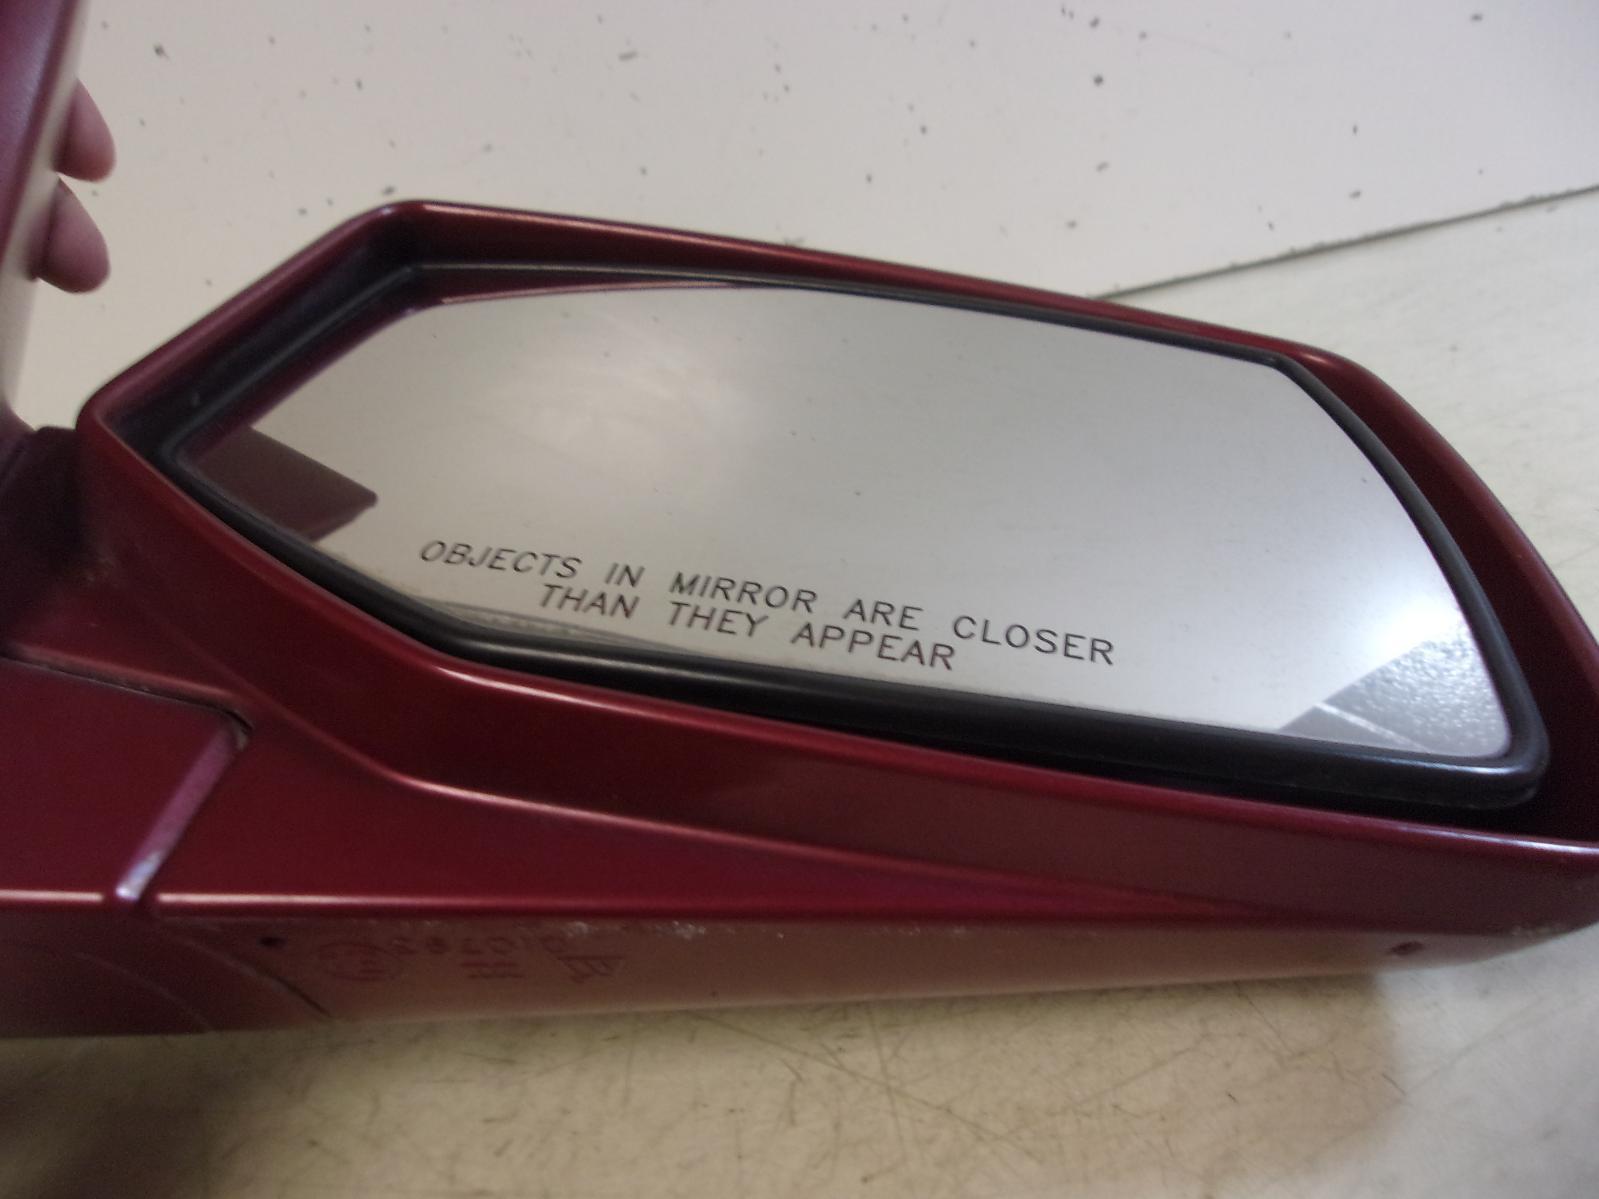 OBJECTS IN MIRROR ARE CLOSER
THAN THEY APPEAR